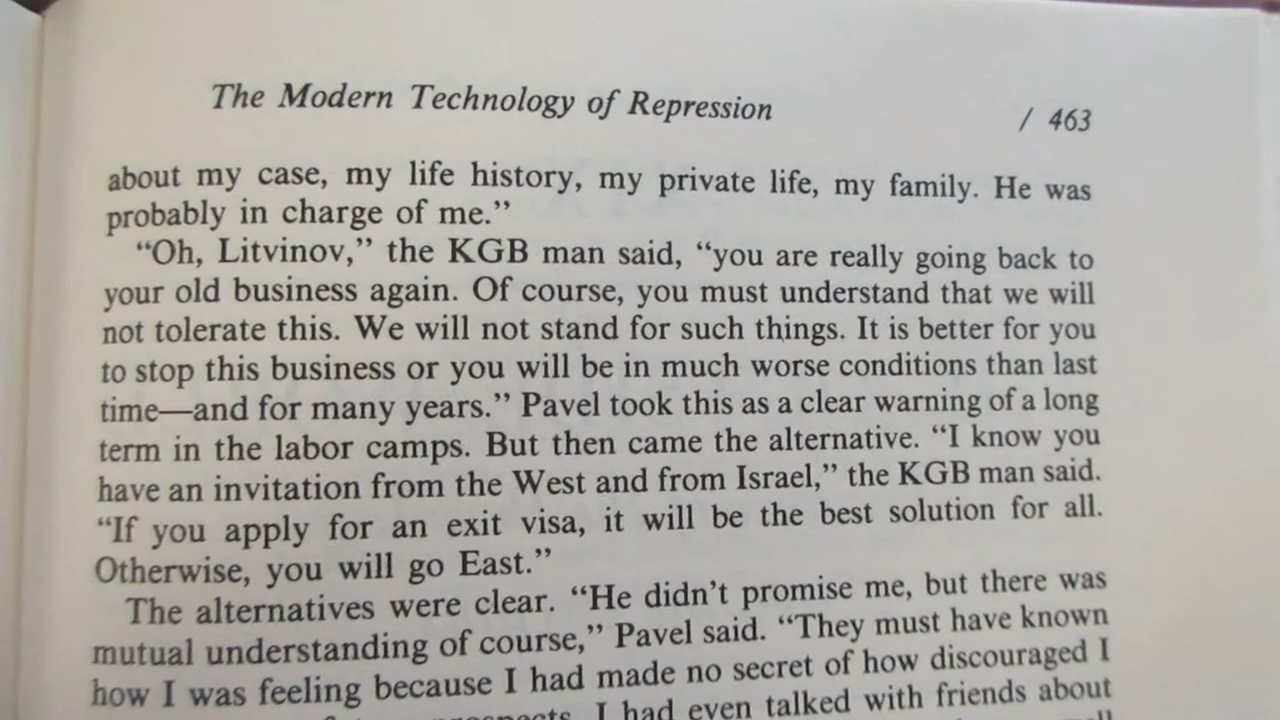 The Modern Technology of Repression / 463
about my case, my life history, my private life, my family. He was
probably in charge of me.”
“Oh, Litvinov,” the KGB man said, “you are really going back to
your old business again. Of course, you must understand that we will
not tolerate this. We will not stand for such things. It is better for you
to stop this business or you will be in much worse conditions than last
time—and for many years.” Pavel took this as a clear warning of a long
term in the labor camps. But then came the alternative. “I know you
have an invitation from the West and from Israel,” the KGB man said.
“If you apply for an exit visa, it will be the best solution for all.
Otherwise, you will go East.”
The alternatives were clear. “He didn’t promise me, but there was
mutual understanding of course,” Pavel said. “They must have known
how I was feeling because I had made no secret of how discouraged I
I had even talked with friends about